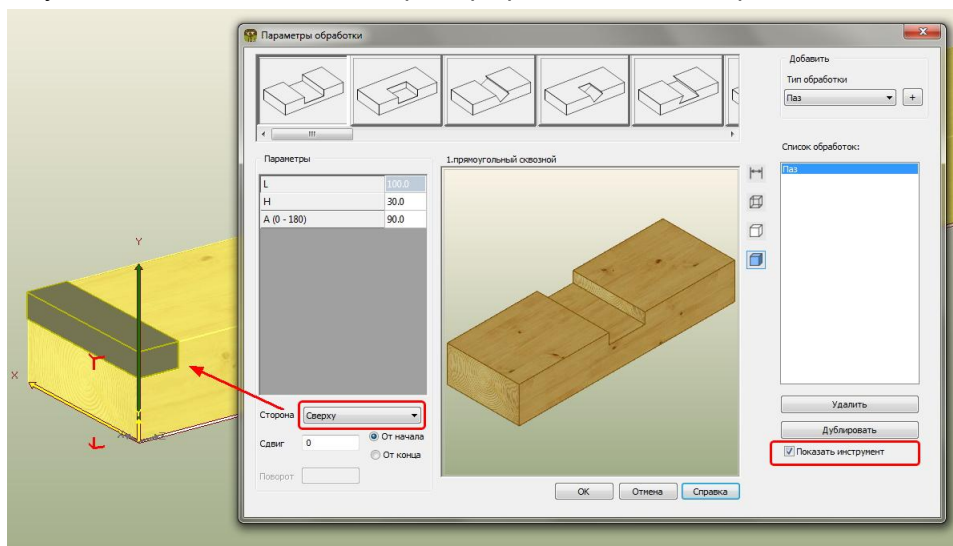 Параметры обработки
Добавить
Тип обработки
Паз
+
Список обработок:
Паз
Параметры
1.прямоугольный сквозной
L 100.0
H 30.0
A (0 - 180) 90.0
Y
X
Z
Сторона Сверху
Сдвиг 0
От начала
От конца
Поворот
Удалить
Дублировать
Показать инструмент
OK
Отмена
Справка